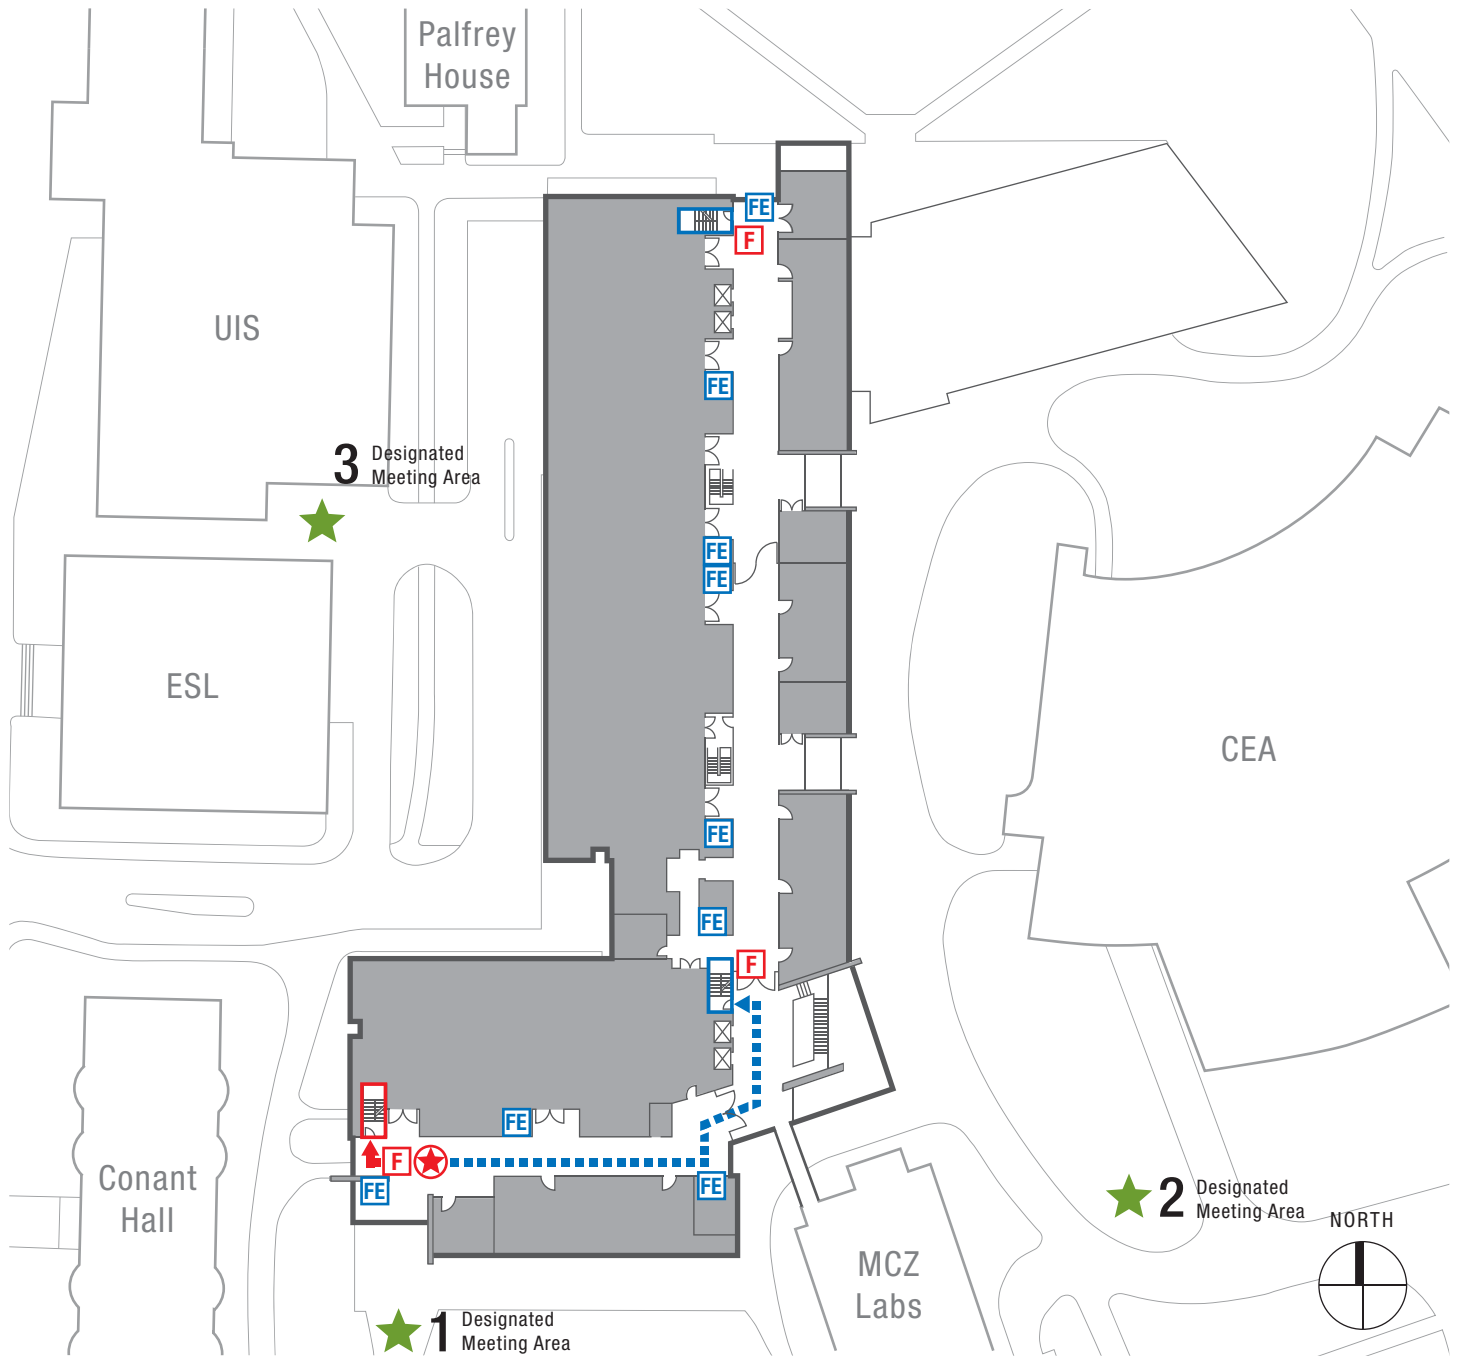 Palfrey
House
FE
F
UIS
FE
3 Designated
Meeting Area
FE
FE
ESL
CEA
FE
FE
F
FE
F
FE
FE
Conant
Hall
2 Designated
Meeting Area
NORTH
MCZ
Labs
1 Designated
Meeting Area